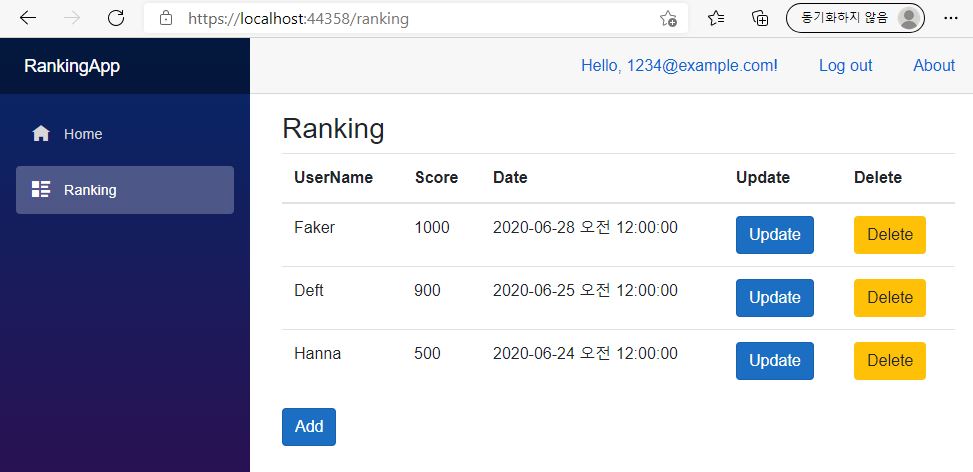 https://localhost:44358/ranking 동기화하지 않음
RankingApp
Hello, 1234@example.com! Log out About
Home
Ranking
Ranking
UserName Score Date Update Delete
Faker 1000 2020-06-28 오전 12:00:00 Update Delete
Deft 900 2020-06-25 오전 12:00:00 Update Delete
Hanna 500 2020-06-24 오전 12:00:00 Update Delete
Add